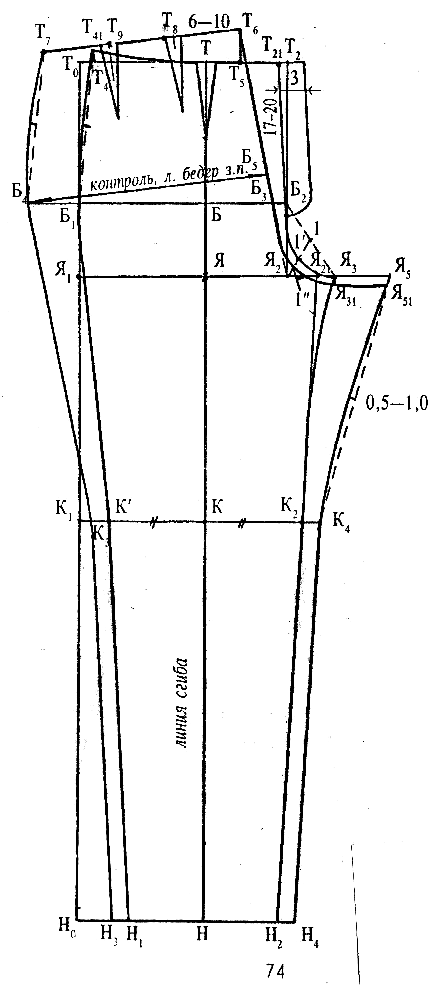 Т₇ Т₄₁ Т₉ Т₈ 6—10 Т₆
Т₀ Т₄ Т Т₅ Т₂₁ Т₂
3
17—20
контроль, л. бедер з.п.
Б₅
Б₄ Б₁ Б Б₃ Б₂
1 1
Я₁ Я Я₂ Я₂₁ Я₃ Я₅
1" Я₃₁ Я₅₁
0,5—1,0
К₁ К' К К₂ К₄
К₃
линия сгиба
Н₀ Н₃ Н₁ Н Н₂ Н₄
74